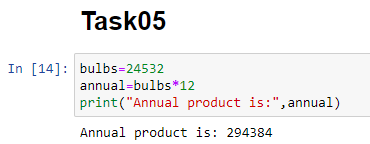 Task05
In [14]: bulbs=24532
annual=bulbs*12
print("Annual product is:",annual)
Annual product is: 294384